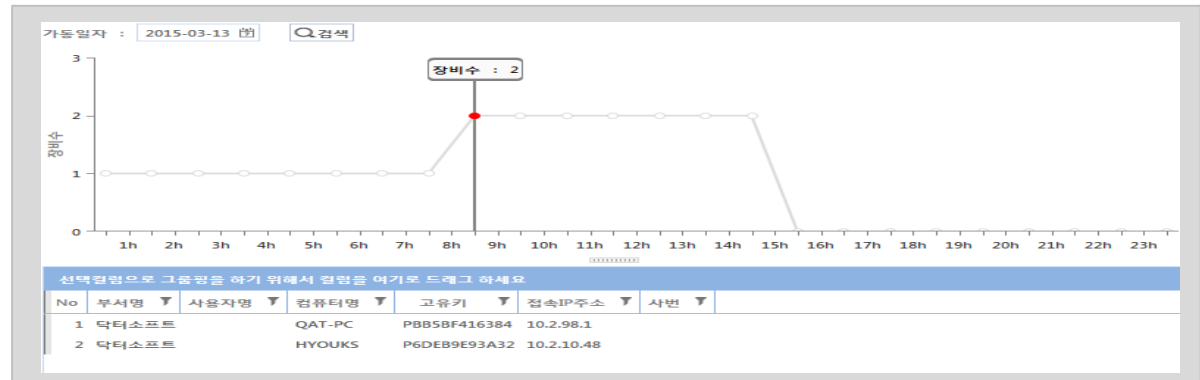 가동일자 : 2015-03-13 검색
3
장비수 : 2
2
장비수
1
0
1h 2h 3h 4h 5h 6h 7h 8h 9h 10h 11h 12h 13h 14h 15h 16h 17h 18h 19h 20h 21h 22h 23h
선택컬럼으로 그룹핑을 하기 위해서 컬럼을 여기로 드래그 하세요
No 부서명 사용자명 컴퓨터명 고유키 접속IP주소 사번
1 닥터소프트 QAT-PC PBB5BF416384 10.2.98.1
2 닥터소프트 HYOUKS P6DEB9E93A32 10.2.10.48